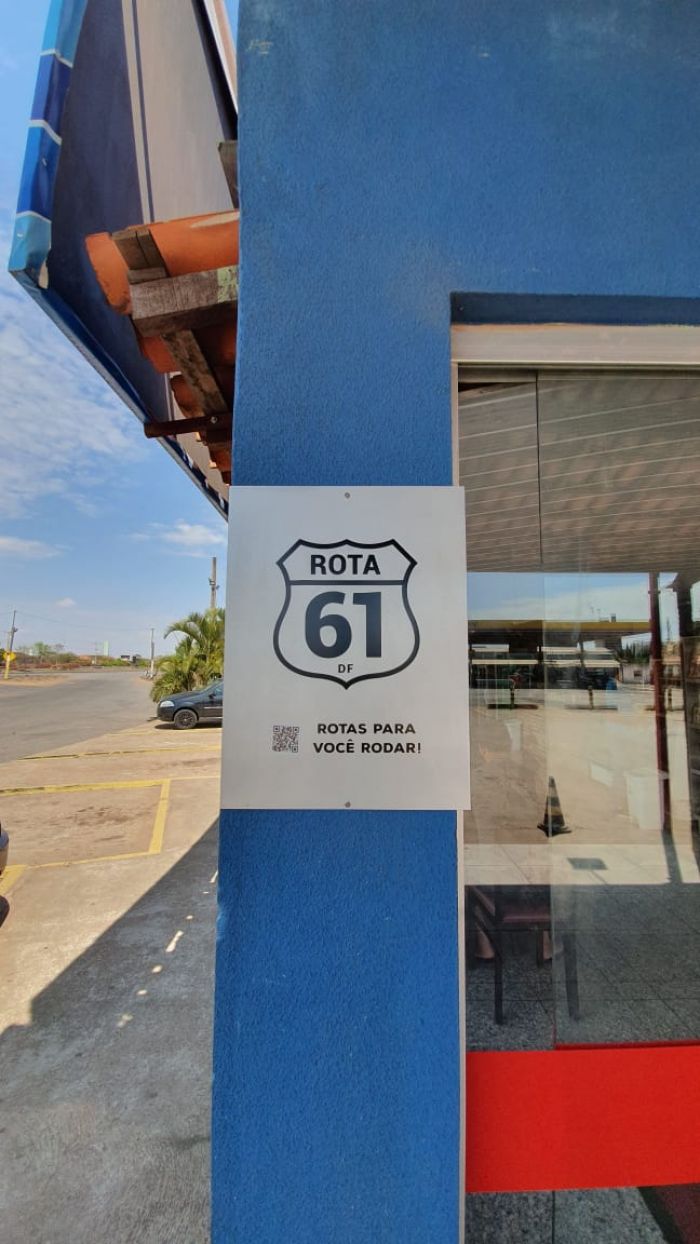 ROTA
61
DF
ROTAS PARA
VOCÊ RODAR!